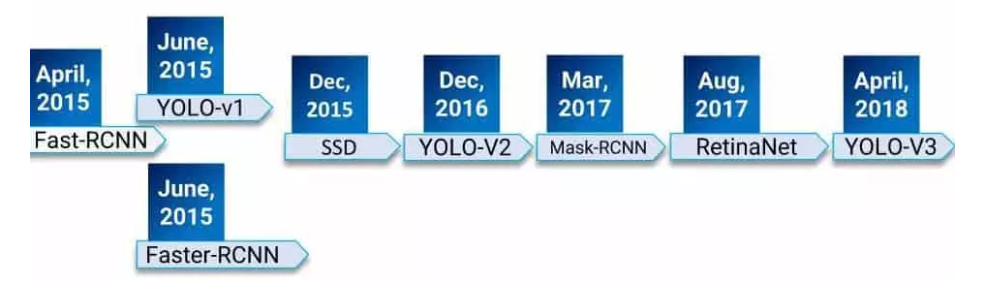 April,
2015
Fast-RCNN
June,
2015
YOLO-v1
June,
2015
Faster-RCNN
Dec,
2015
SSD
Dec,
2016
YOLO-V2
Mar,
2017
Mask-RCNN
Aug,
2017
RetinaNet
April,
2018
YOLO-V3